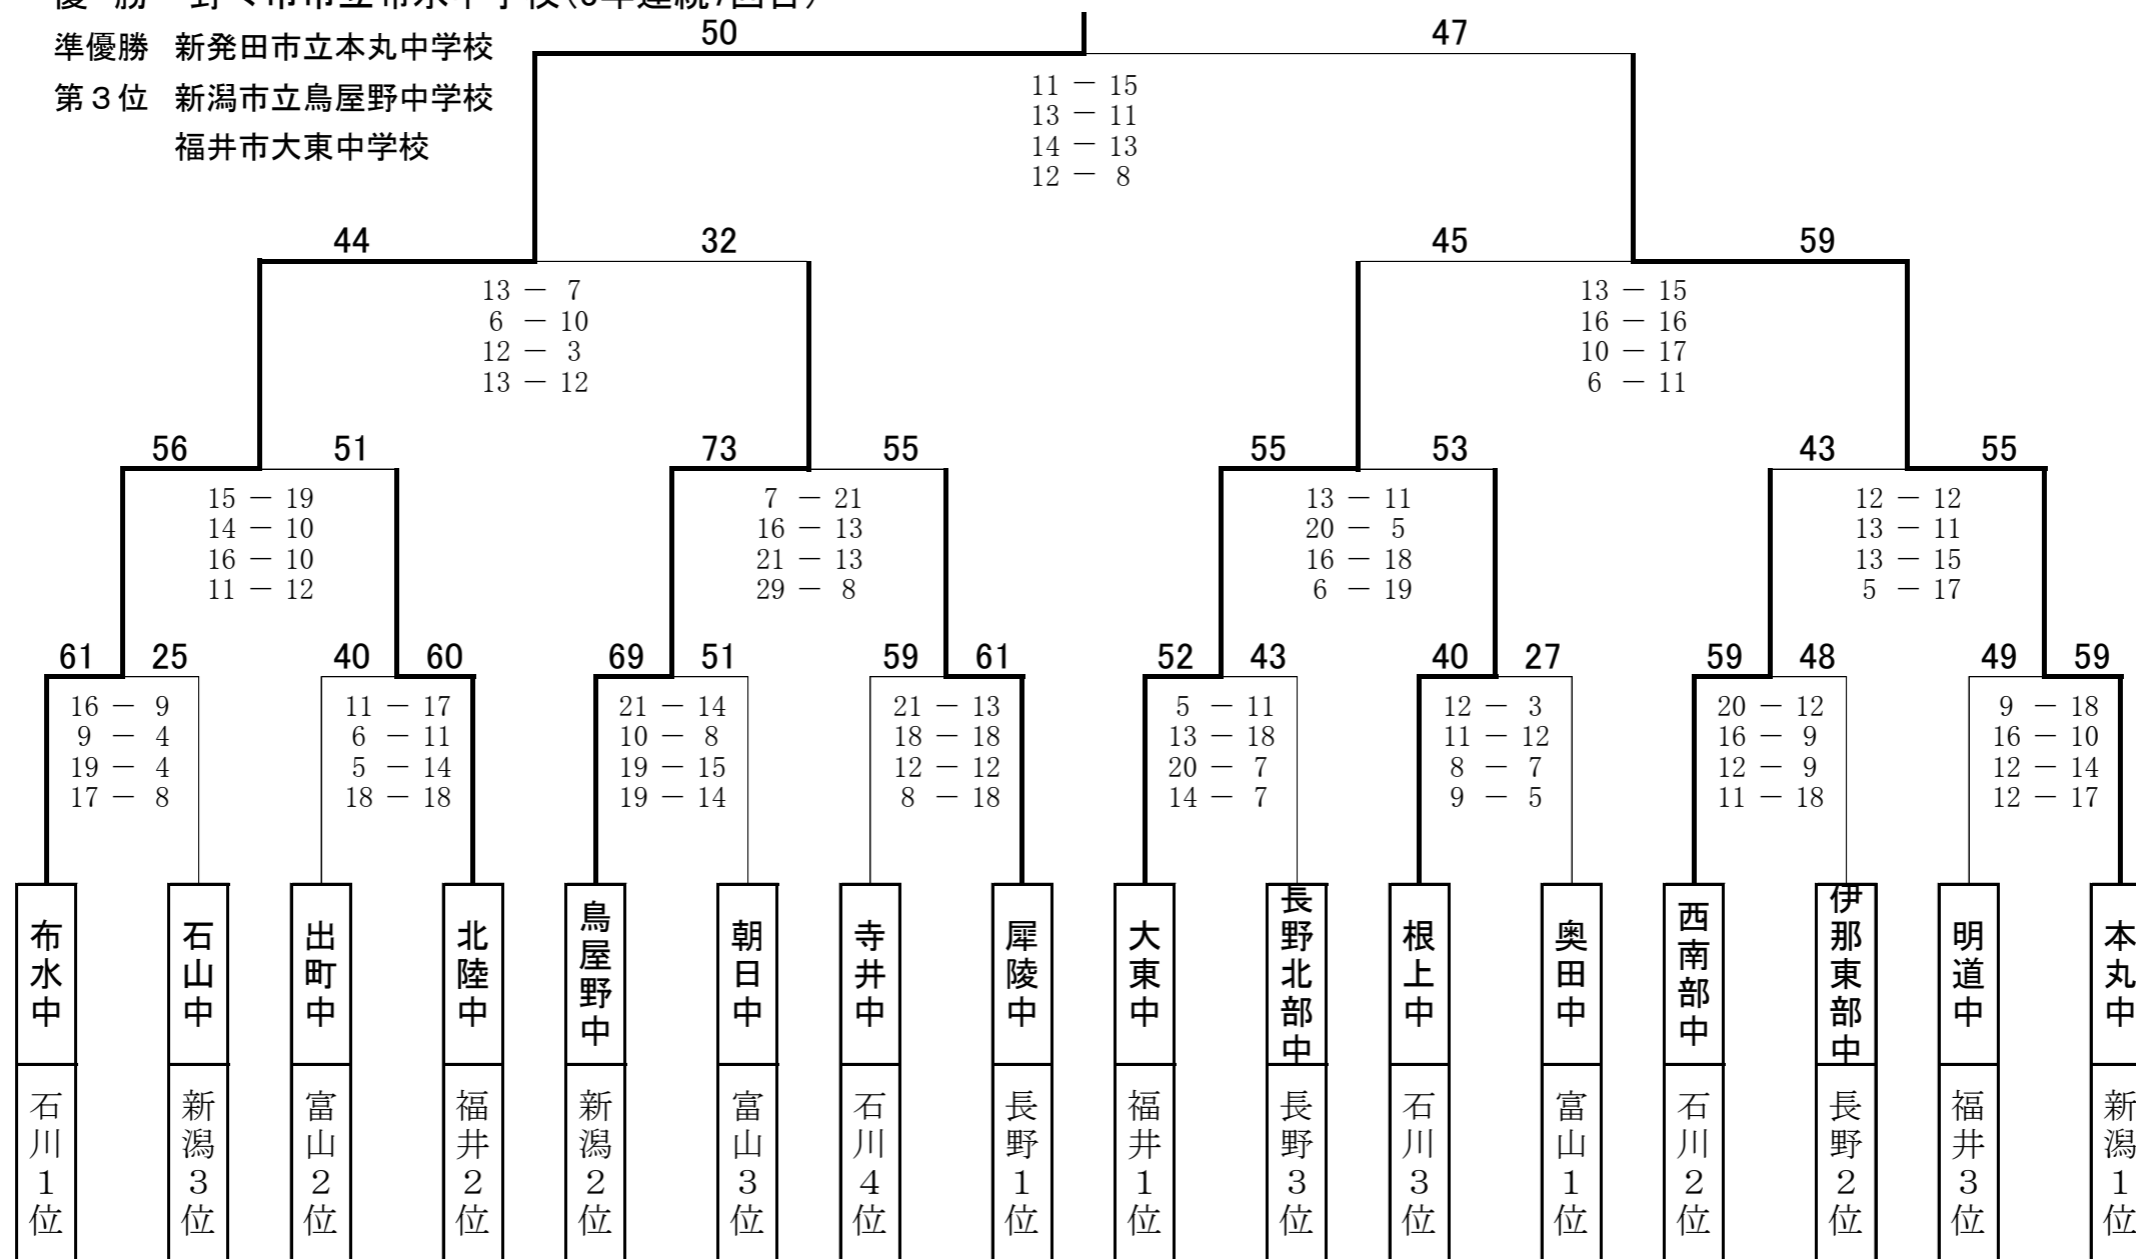 準優勝 新発田市立本丸中学校
第３位 新潟市立鳥屋野中学校
福井市大東中学校
50 47
11 － 15
13 － 11
14 － 13
12 － 8
44 32 45 59
13 － 7 13 － 15
6 － 10 16 － 16
12 － 3 10 － 17
13 － 12 6 － 11
56 51 73 55 55 53 43 55
15 － 19 7 － 21 13 － 11 12 － 12
14 － 10 16 － 13 20 － 5 13 － 11
16 － 10 21 － 13 16 － 18 13 － 15
11 － 12 29 － 8 6 － 19 5 － 17
61 25 40 60 69 51 59 61 52 43 40 27 59 48 49 59
16 － 9 11 － 17 21 － 14 21 － 13 5 － 11 12 － 3 20 － 12 9 － 18
9 － 4 6 － 11 10 － 8 18 － 18 13 － 18 11 － 12 16 － 9 16 － 10
19 － 4 5 － 14 19 － 15 12 － 12 20 － 7 8 － 7 12 － 9 12 － 14
17 － 8 18 － 18 19 － 14 8 － 18 14 － 7 9 － 5 11 － 18 12 － 17
布水中
石山中
出町中
北陸中
鳥屋野中
朝日中
寺井中
犀陵中
大東中
長野北部中
根上中
奥田中
西南部中
伊那東部中
明道中
本丸中
石川１位
新潟３位
富山２位
福井２位
新潟２位
富山３位
石川４位
長野１位
福井１位
長野３位
石川３位
富山１位
石川２位
長野２位
福井３位
新潟１位